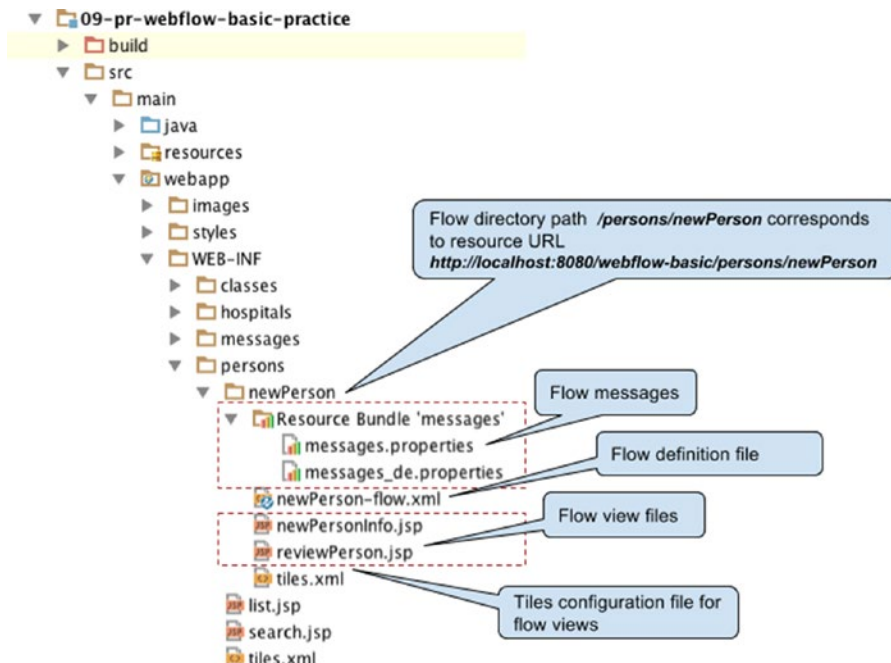 09-pr-webflow-basic-practice
build
src
main
java
resources
webapp
images
styles
WEB-INF
classes
hospitals
messages
persons
newPerson
Resource Bundle 'messages'
messages.properties
messages_de.properties
newPerson-flow.xml
newPersonInfo.jsp
reviewPerson.jsp
tiles.xml
list.jsp
search.jsp
tiles.xml
Flow directory path /persons/newPerson corresponds
to resource URL
http://localhost:8080/webflow-basic/persons/newPerson
Flow messages
Flow definition file
Flow view files
Tiles configuration file for
flow views